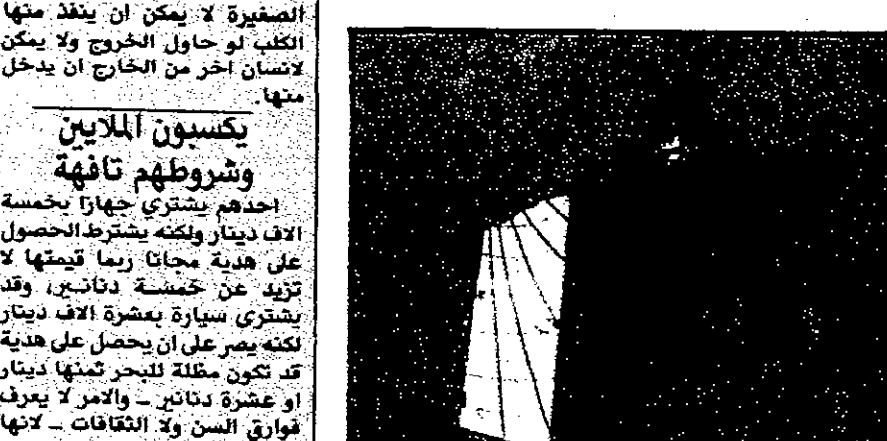 الصغيرة لا يمكن ان ينفذ منها
الكلب لو حاول الخروج ولا يمكن
لانسان اخر من الخارج ان يدخل
منها.
يكسبون الملايين
وشروطهم تافهة
احدهم يشتري جهازا بخمسة
الاف دينار ولكنه يشترط الحصول
على هدية مجانا ربما قيمتها لا
تزيد عن خمسة دنانير، وقد
يشتري سيارة بعشرة الاف دينار
لكنه يصر على ان يحصل على هدية
قد تكون مظلة للبحر ثمنها دينار
او عشرة دنانير ــ والامر لا يعرف
فوارق السن ولا الثقافات ــ لانها